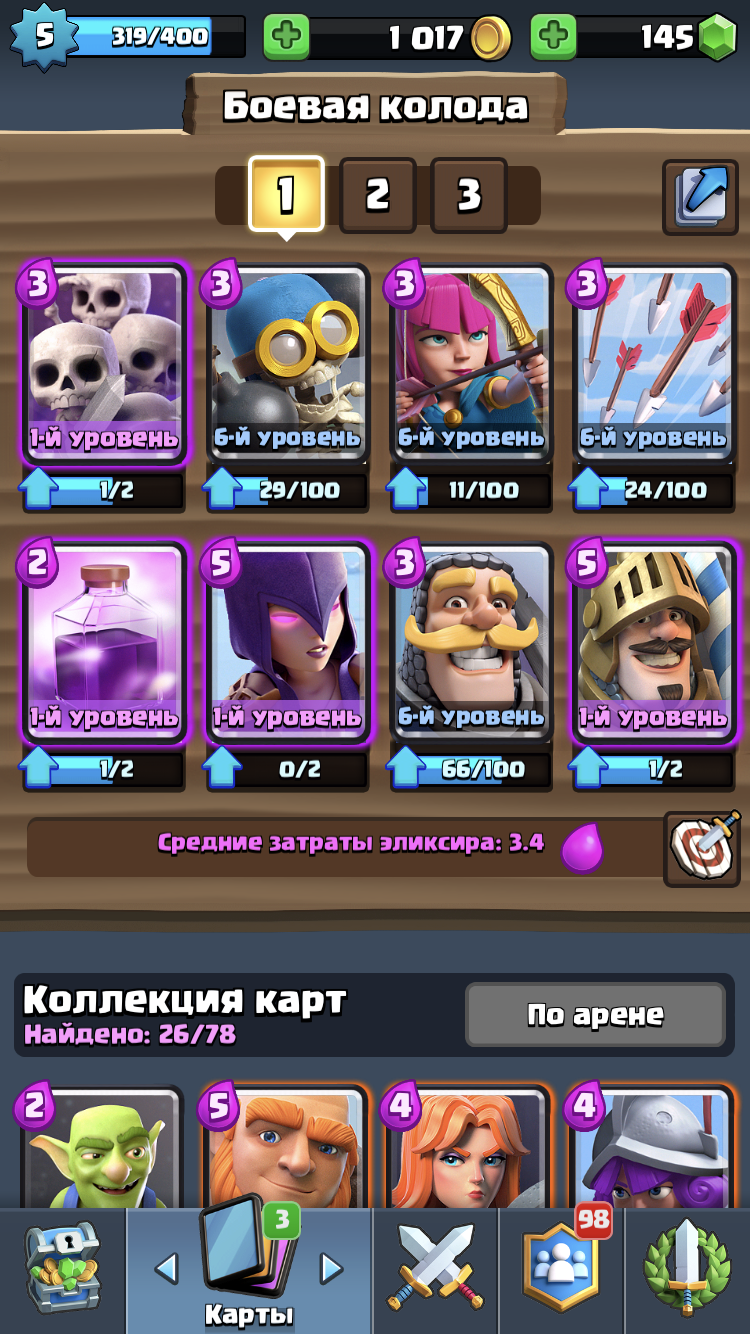 5 319/400 1 017 145
Боевая колода
1 2 3
3 3 3 3
1-й уровень 6-й уровень 6-й уровень 6-й уровень
1/2 29/100 11/100 24/100
2 5 3 5
1-й уровень 1-й уровень 6-й уровень 1-й уровень
1/2 0/2 66/100 1/2
Средние затраты эликсира: 3.4
Коллекция карт
Найдено: 26/78
По арене
2 5 4 4
3 98
Карты